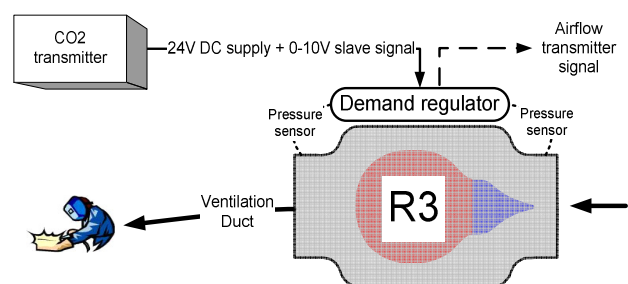 CO2
transmitter
24V DC supply + 0-10V slave signal
Airflow
transmitter
signal
Demand regulator
Pressure
sensor
Pressure
sensor
Ventilation
Duct
R3